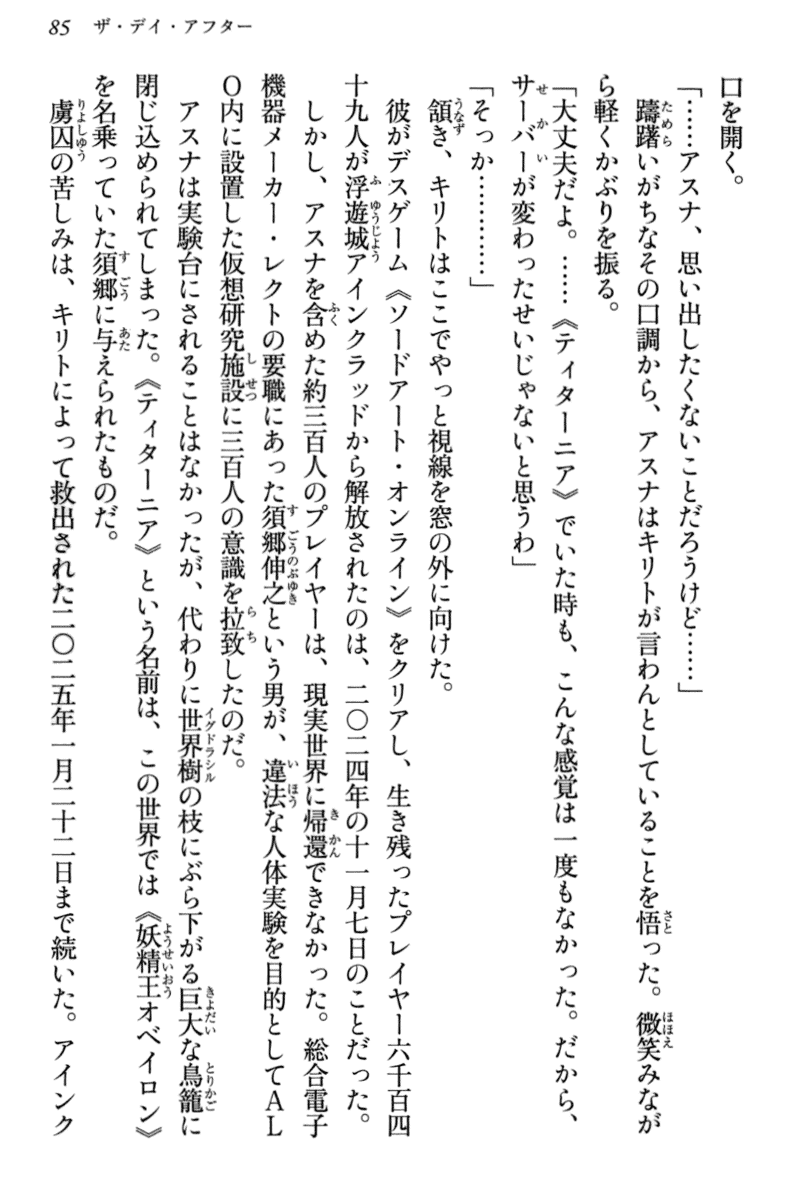 85 ザ・デイ・アフター
口を開く。
「……アスナ、思い出したくないことだろうけど……」
躊躇いがちなその口調から、アスナはキリトが言わんとしていることを悟った。微笑みなが
ら軽くかぶりを振る。
「大丈夫だよ。……《ティターニア》でいた時も、こんな感覚は一度もなかった。だから、
サーバーが変わったせいじゃないと思うわ」
「そっか…………」
頷き、キリトはここでやっと視線を窓の外に向けた。
彼がデスゲーム《ソードアート・オンライン》をクリアし、生き残ったプレイヤー六千百四
十九人が浮遊城アインクラッドから解放されたのは、二〇二四年の十一月七日のことだった。
しかし、アスナを含めた約三百人のプレイヤーは、現実世界に帰還できなかった。総合電子
機器メーカー・レクトの要職にあった須郷伸之という男が、違法な人体実験を目的としてAL
O内に設置した仮想研究施設に三百人の意識を拉致したのだ。
アスナは実験台にされることはなかったが、代わりに世界樹の枝にぶら下がる巨大な鳥籠に
閉じ込められてしまった。《ティターニア》という名前は、この世界では《妖精王オベイロン》
を名乗っていた須郷に与えられたものだ。
虜囚の苦しみは、キリトによって救出された二〇二五年一月二十二日まで続いた。アインク